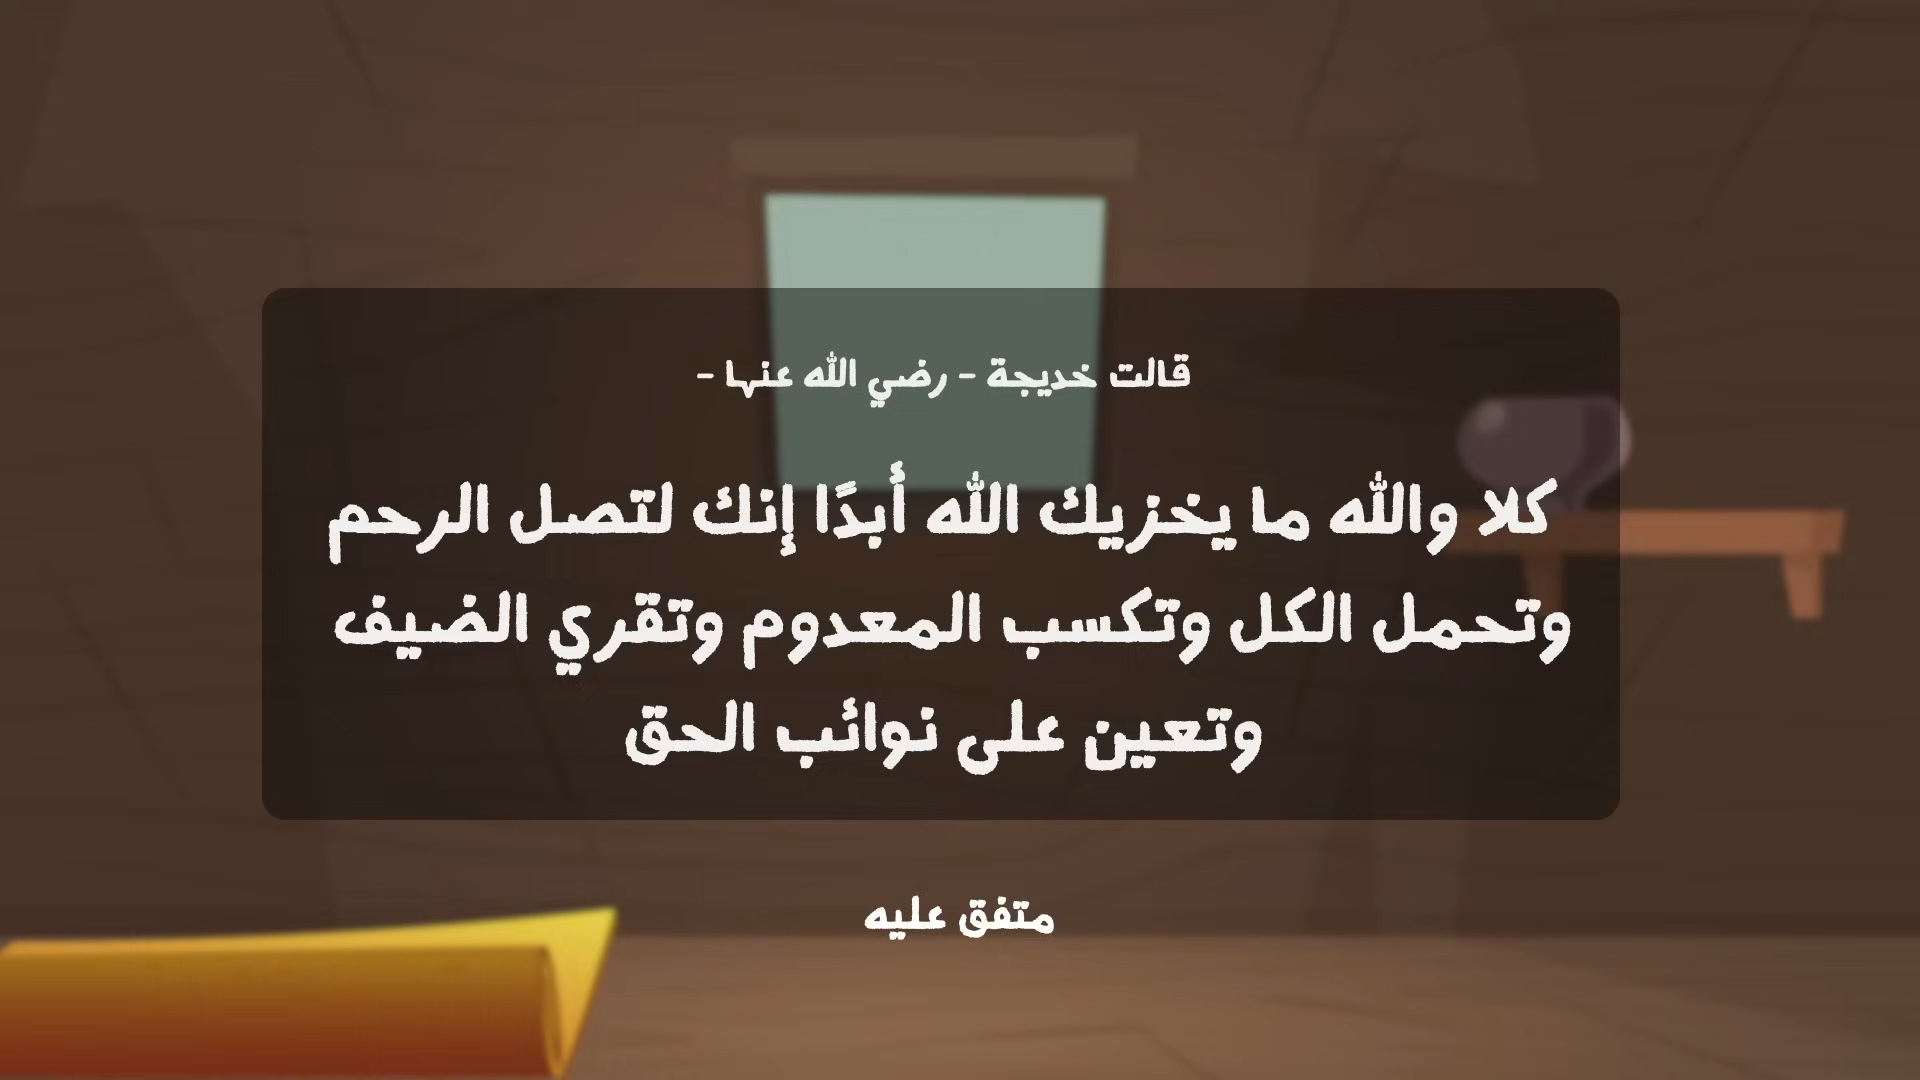 قالت خديجة - رضي الله عنها -
كلا والله ما يخزيك الله أبدًا إنك لتصل الرحم
وتحمل الكل وتكسب المعدوم وتقري الضيف
وتعين على نوائب الحق
متفق عليه